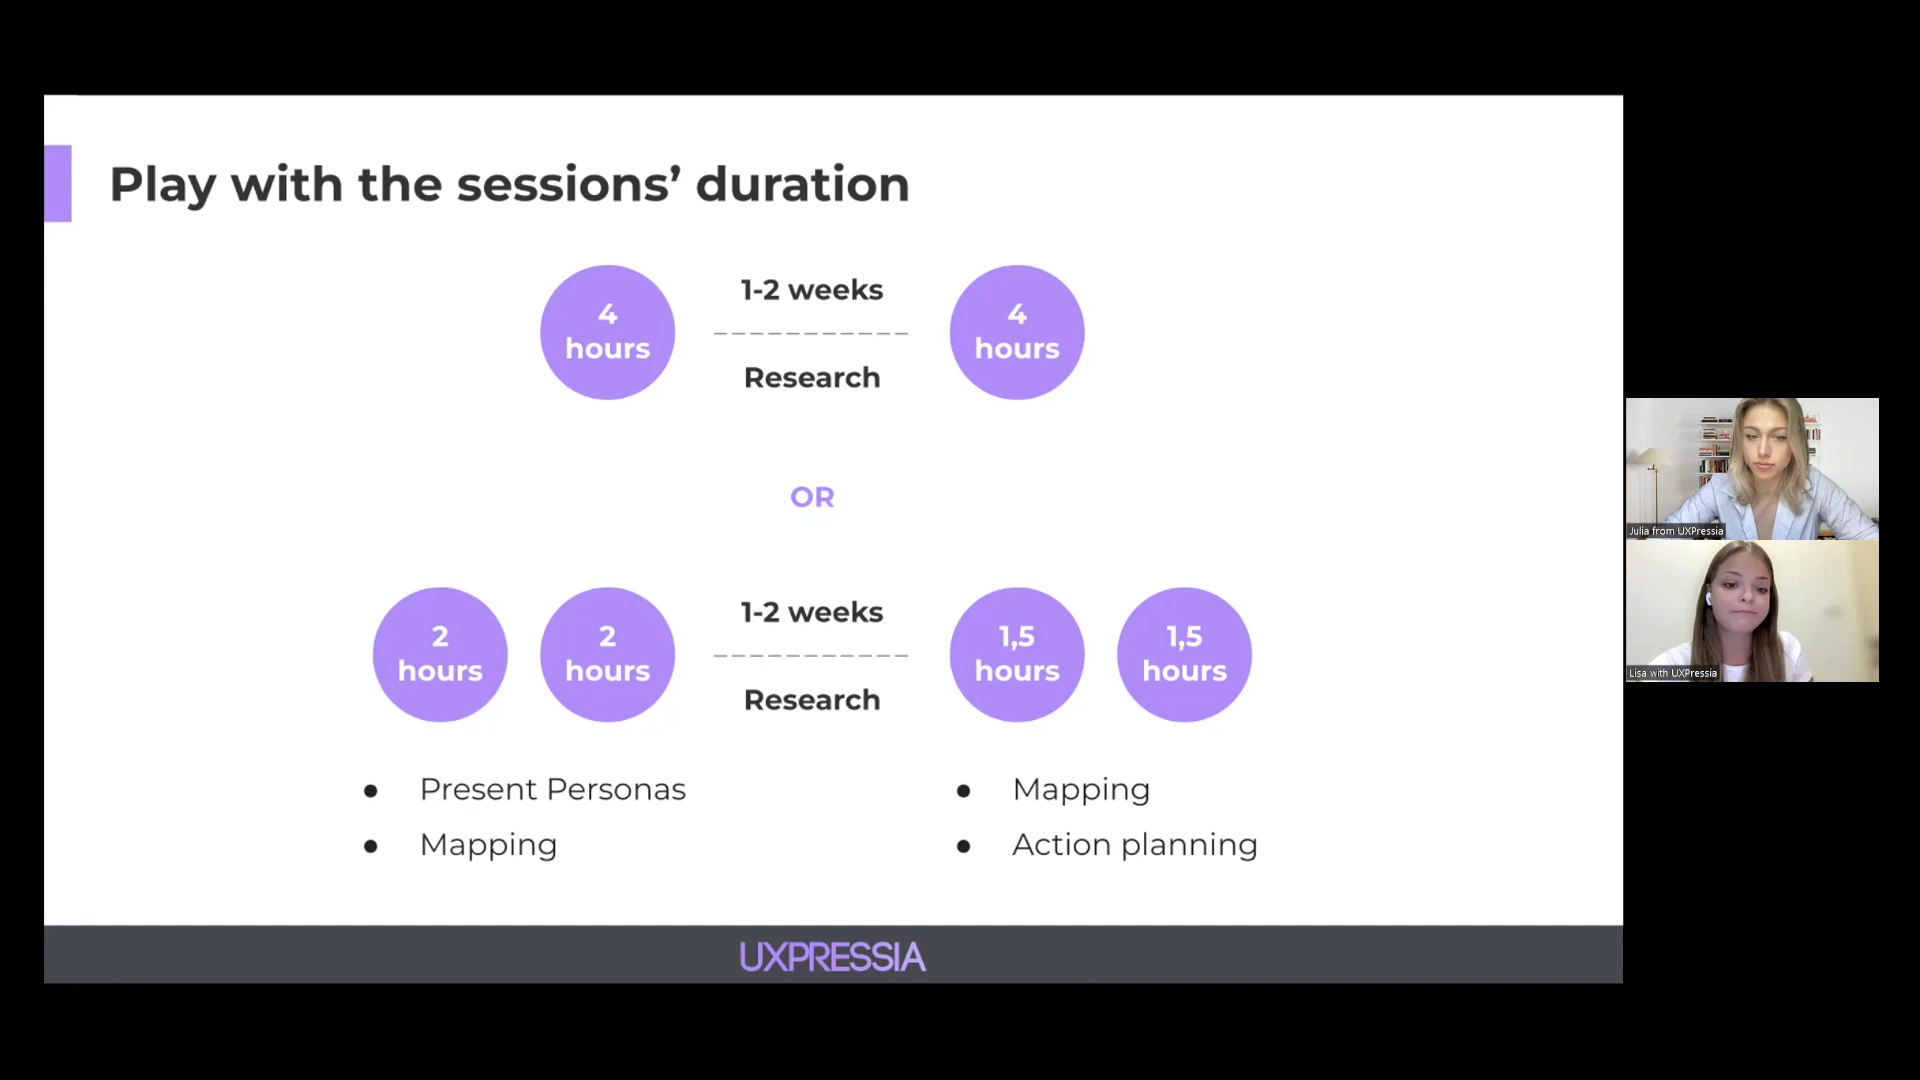 Play with the sessions’ duration
4
hours
1-2 weeks
Research
4
hours
OR
2
hours
2
hours
1-2 weeks
Research
1,5
hours
1,5
hours
● Present Personas
● Mapping
● Mapping
● Action planning
UXPRESSIA
Julia from UXPressia
Lisa with UXPressia